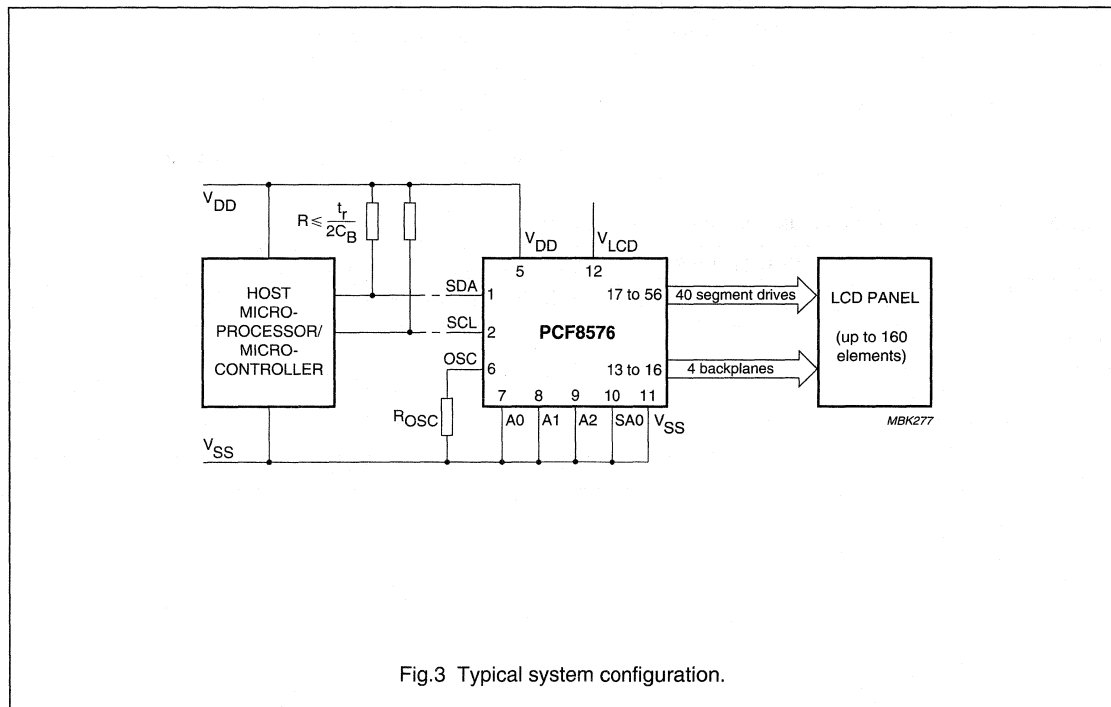 V_DD
R ≤ t_r / 2C_B
V_DD
V_LCD
5
12
HOST
MICRO-
PROCESSOR/
MICRO-
CONTROLLER
SDA
1
SCL
2
OSC
6
PCF8576
17 to 56
40 segment drives
13 to 16
4 backplanes
LCD PANEL
(up to 160
elements)
7 8 9 10 11
R_OSC
A0 A1 A2 SA0 V_SS
MBK277
V_SS
Fig.3 Typical system configuration.